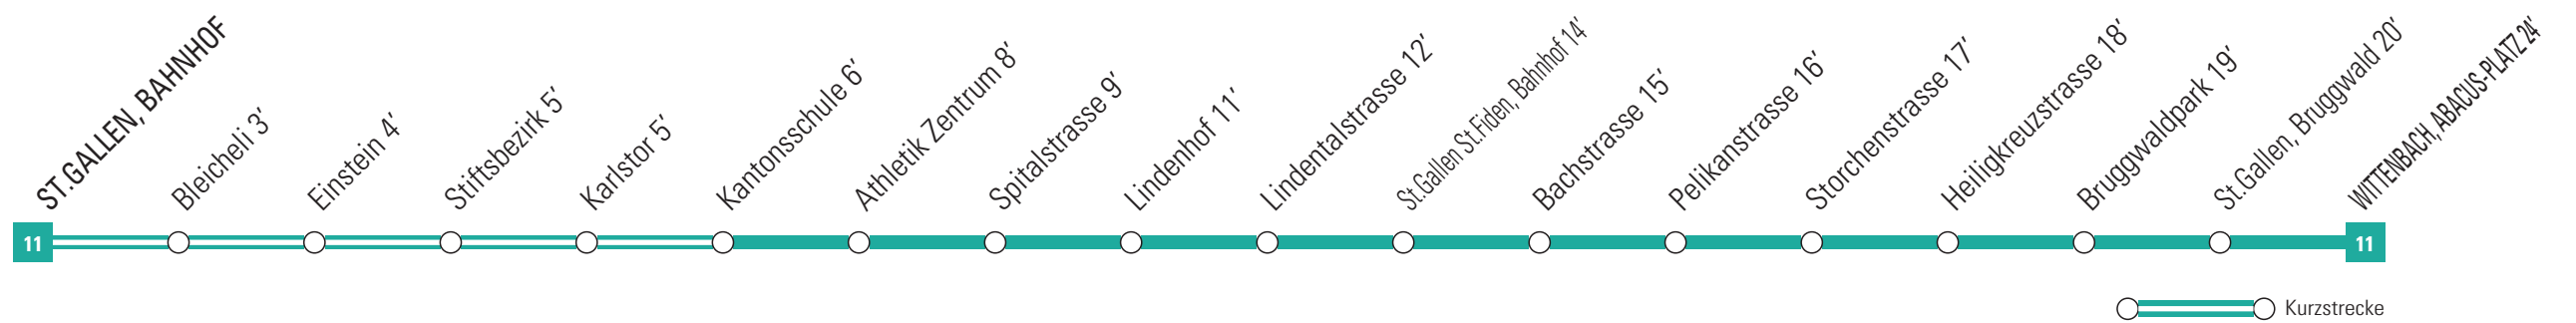 ST.GALLEN, BAHNHOF
Bleicheli 3′
Einstein 4′
Stiftsbezirk 5′
Karlstor 5′
Kantonsschule 6′
Athletik Zentrum 8′
Spitalstrasse 9′
Lindenhof 11′
Lindentalstrasse 12′
St.Gallen St.Fiden, Bahnhof 14′
Bachstrasse 15′
Pelikanstrasse 16′
Storchenstrasse 17′
Heiligkreuzstrasse 18′
Bruggwaldpark 19′
St.Gallen, Bruggwald 20′
WITTENBACH, ABACUS-PLATZ 24′
11
11
Kurzstrecke